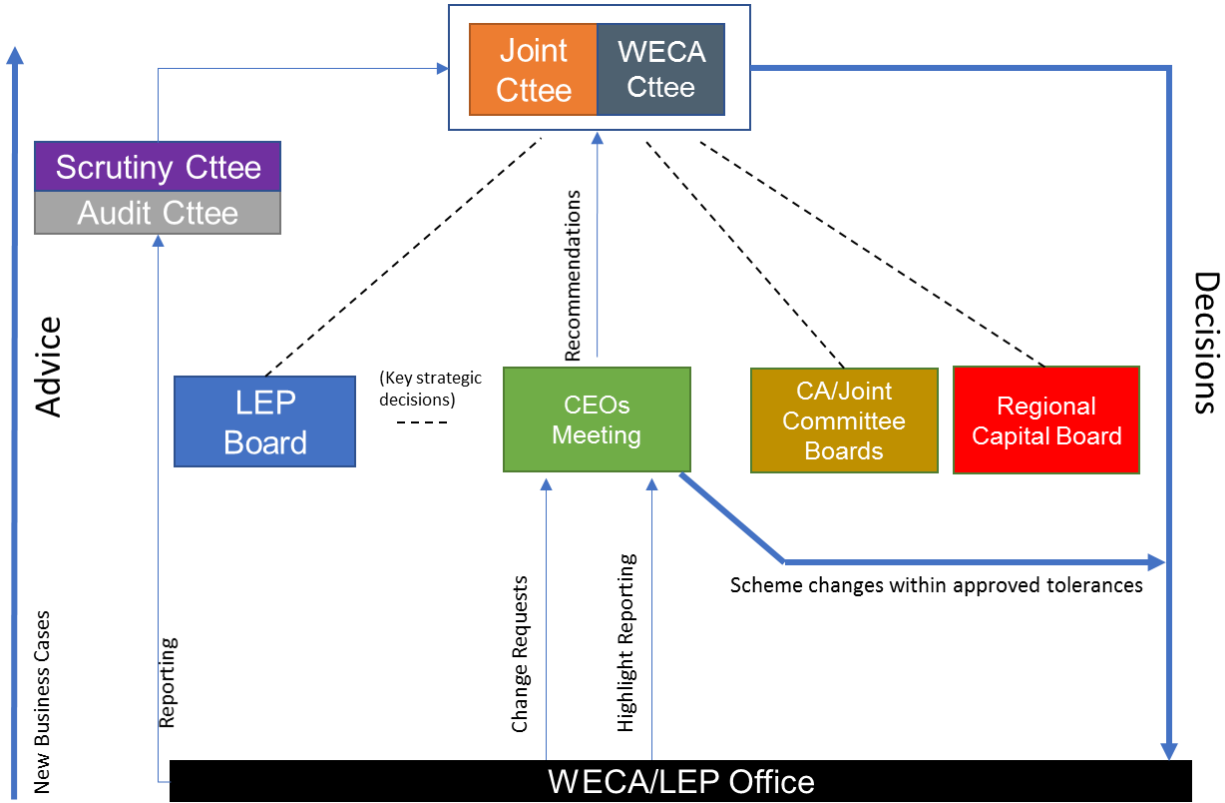 Joint
Cttee
WECA
Cttee
Scrutiny Cttee
Audit Cttee
Recommendations
Advice
Decisions
LEP
Board
(Key strategic
decisions)
CEOs
Meeting
CA/Joint
Committee
Boards
Regional
Capital Board
Scheme changes within approved tolerances
New Business Cases
Reporting
Change Requests
Highlight Reporting
WECA/LEP Office